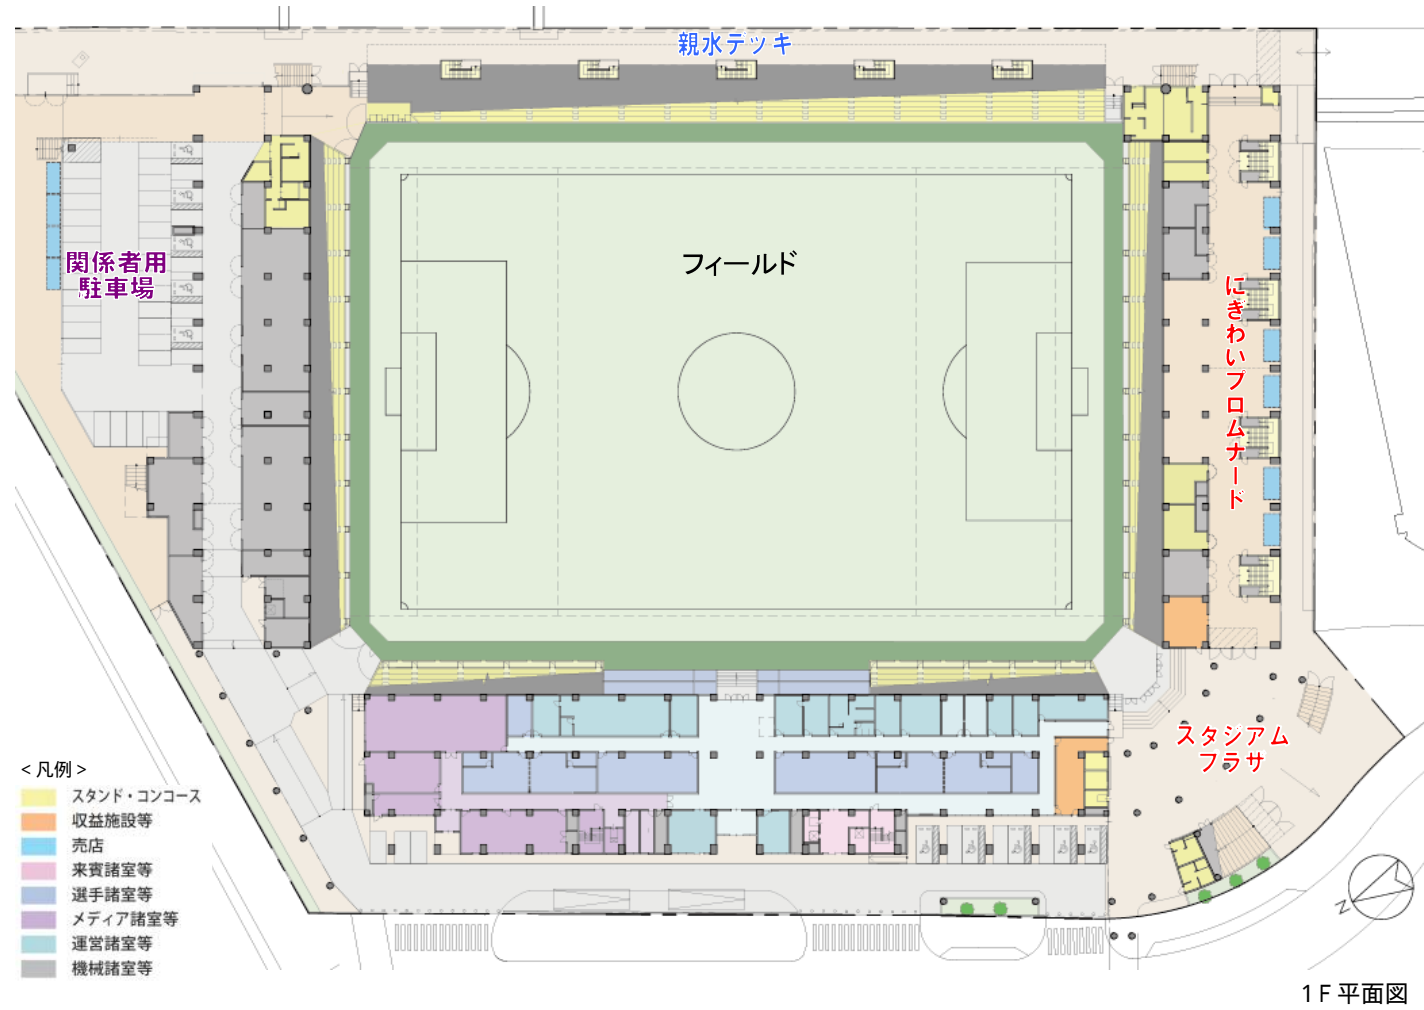 親水デッキ
関係者用
駐車場
フィールド
にぎわいプロムナード
スタジアム
プラザ
<凡例>
スタンド・コンコース
収益施設等
売店
来賓諸室等
選手諸室等
メディア諸室等
運営諸室等
機械諸室等
N
1F平面図